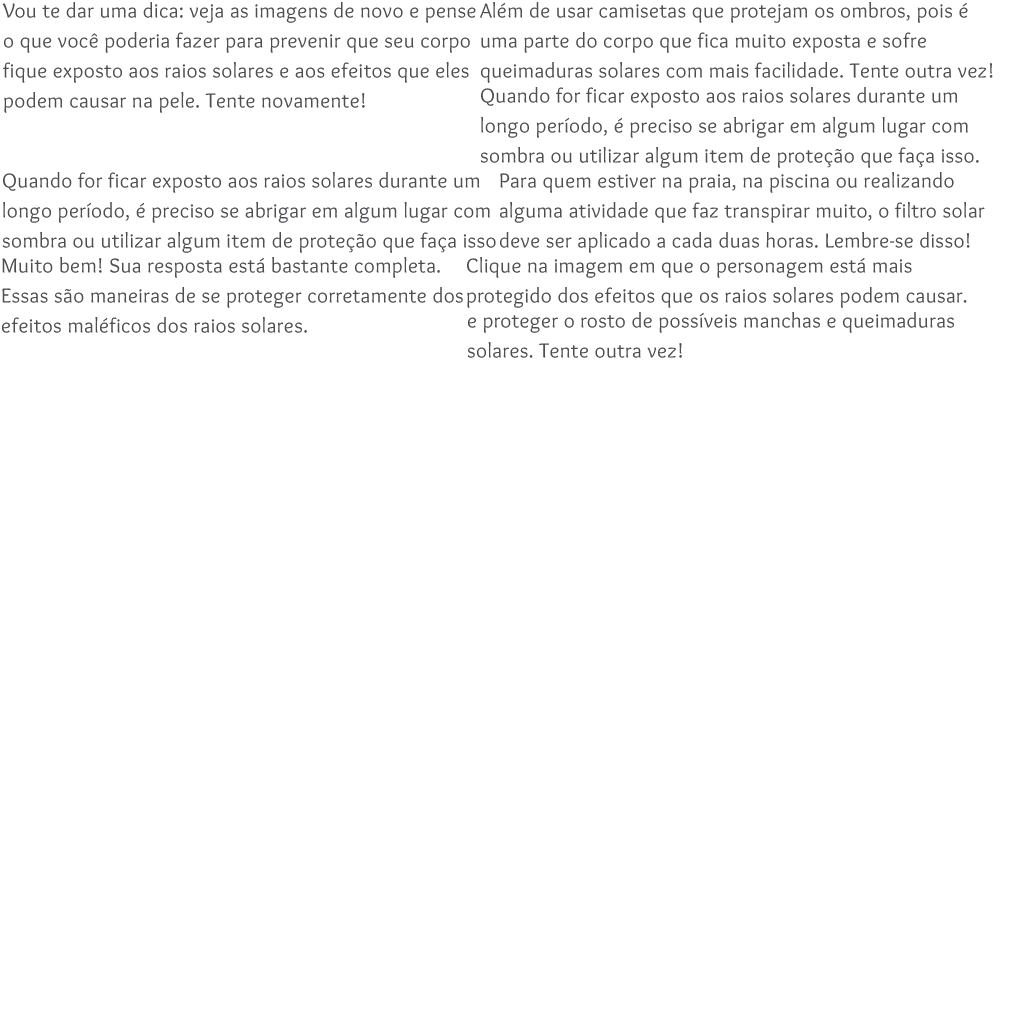 Vou te dar uma dica: veja as imagens de novo e pense
o que você poderia fazer para prevenir que seu corpo
fique exposto aos raios solares e aos efeitos que eles
podem causar na pele. Tente novamente!
Além de usar camisetas que protejam os ombros, pois é
uma parte do corpo que fica muito exposta e sofre
queimaduras solares com mais facilidade. Tente outra vez!
Quando for ficar exposto aos raios solares durante um
longo período, é preciso se abrigar em algum lugar com
sombra ou utilizar algum item de proteção que faça isso.
Quando for ficar exposto aos raios solares durante um
longo período, é preciso se abrigar em algum lugar com
sombra ou utilizar algum item de proteção que faça isso
Para quem estiver na praia, na piscina ou realizando
alguma atividade que faz transpirar muito, o filtro solar
deve ser aplicado a cada duas horas. Lembre-se disso!
Muito bem! Sua resposta está bastante completa.
Essas são maneiras de se proteger corretamente dos
efeitos maléficos dos raios solares.
Clique na imagem em que o personagem está mais
protegido dos efeitos que os raios solares podem causar.
e proteger o rosto de possíveis manchas e queimaduras
solares. Tente outra vez!